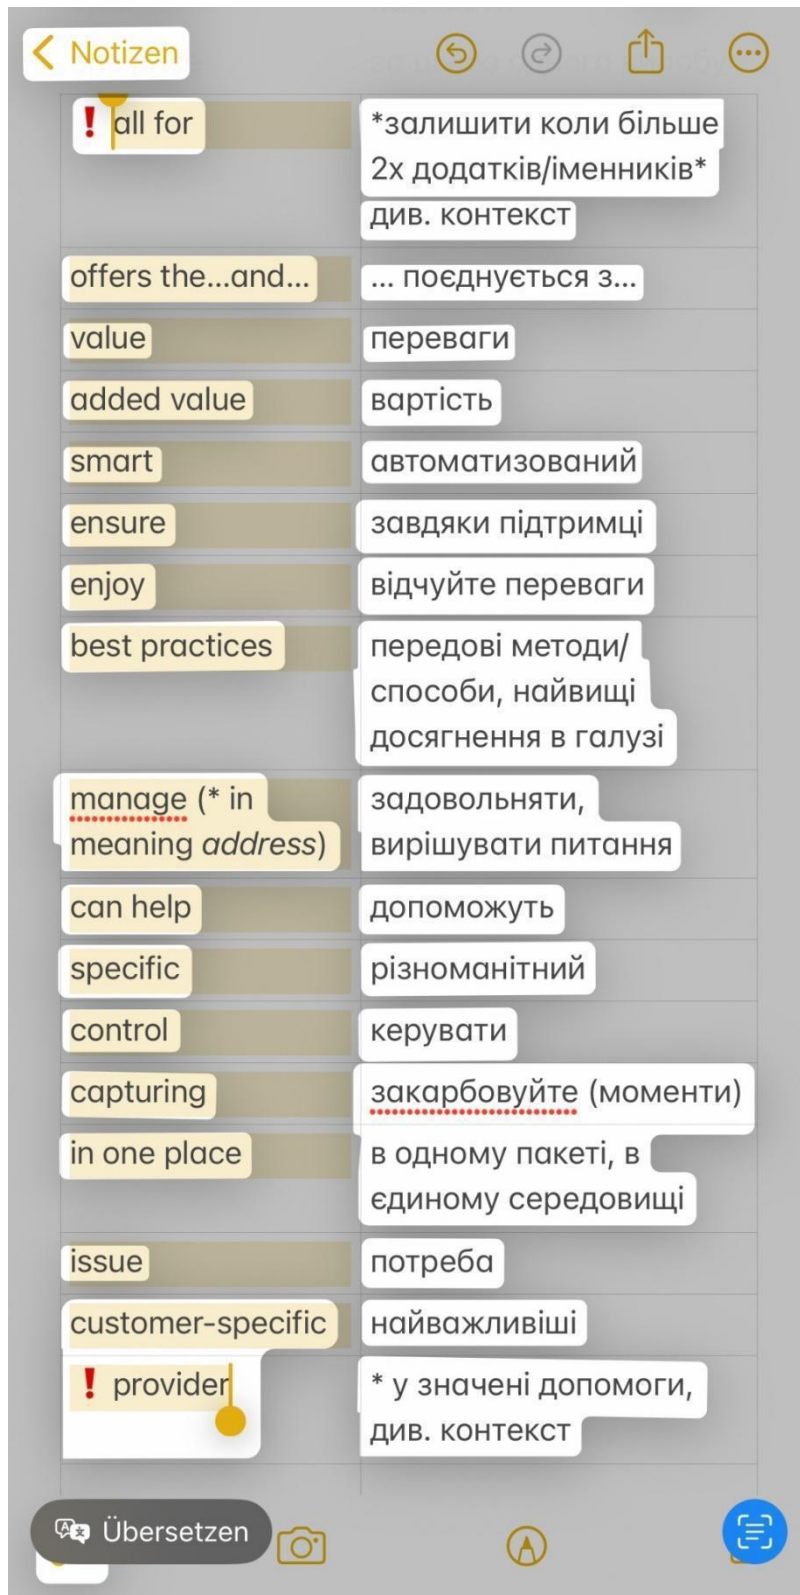 Notizen
❗ all for
*залишити коли більше
2х додатків/іменників*
див. контекст
offers the...and...
... поєднується з...
value
переваги
added value
вартість
smart
автоматизований
ensure
завдяки підтримці
enjoy
відчуйте переваги
best practices
передові методи/
способи, найвищі
досягнення в галузі
manage (* in
meaning address)
задовольняти,
вирішувати питання
can help
допоможуть
specific
різноманітний
control
керувати
capturing
закарбовуйте (моменти)
in one place
в одному пакеті, в
єдиному середовищі
issue
потреба
customer-specific
найважливіші
❗ provider
* у значені допомоги,
див. контекст
Übersetzen